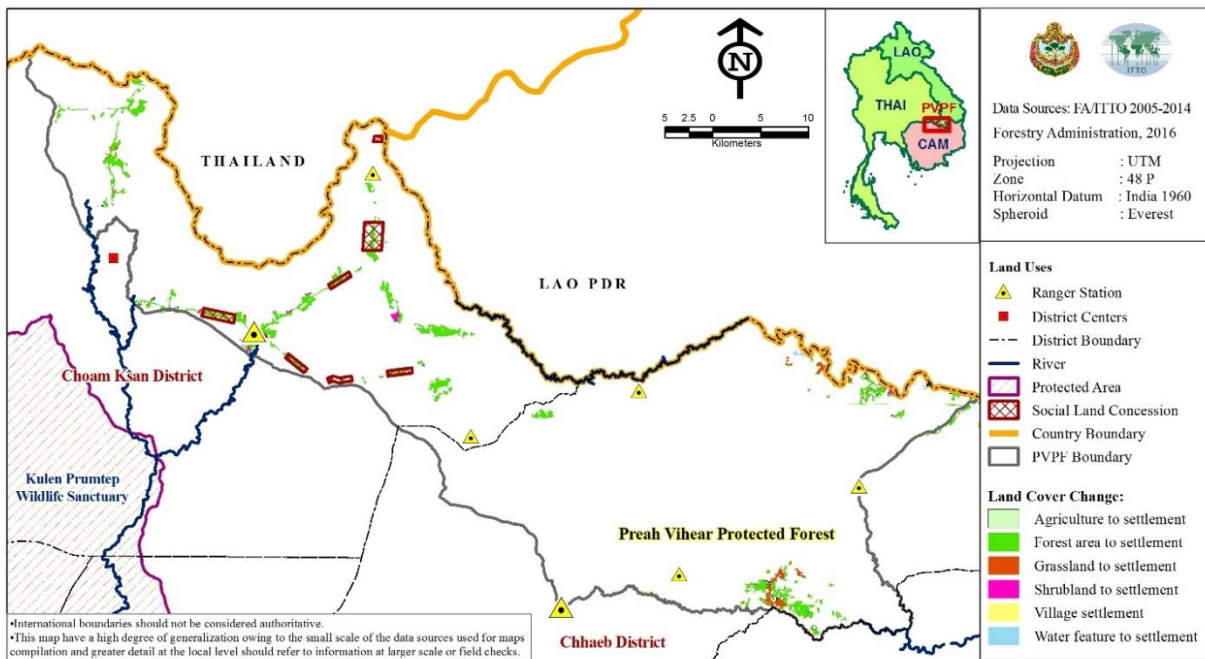 THAILAND
LAO PDR
Choam Ksan District
Kulen Prumtep
Wildlife Sanctuary
Preah Vihear Protected Forest
Chhaeb District
N
5 2.5 0 5 10
Kilometers
LAO
THAI
PVPF
CAM
•International boundaries should not be considered authoritative.
•This map have a high degree of generalization owing to the small scale of the data sources used for maps
compilation and greater detail at the local level should refer to information at larger scale or field checks.
ITTO
Data Sources: FA/ITTO 2005-2014
Forestry Administration, 2016
Projection : UTM
Zone : 48 P
Horizontal Datum : India 1960
Spheroid : Everest
Land Uses
Ranger Station
District Centers
District Boundary
River
Protected Area
Social Land Concession
Country Boundary
PVPF Boundary
Land Cover Change:
Agriculture to settlement
Forest area to settlement
Grassland to settlement
Shrubland to settlement
Village settlement
Water feature to settlement